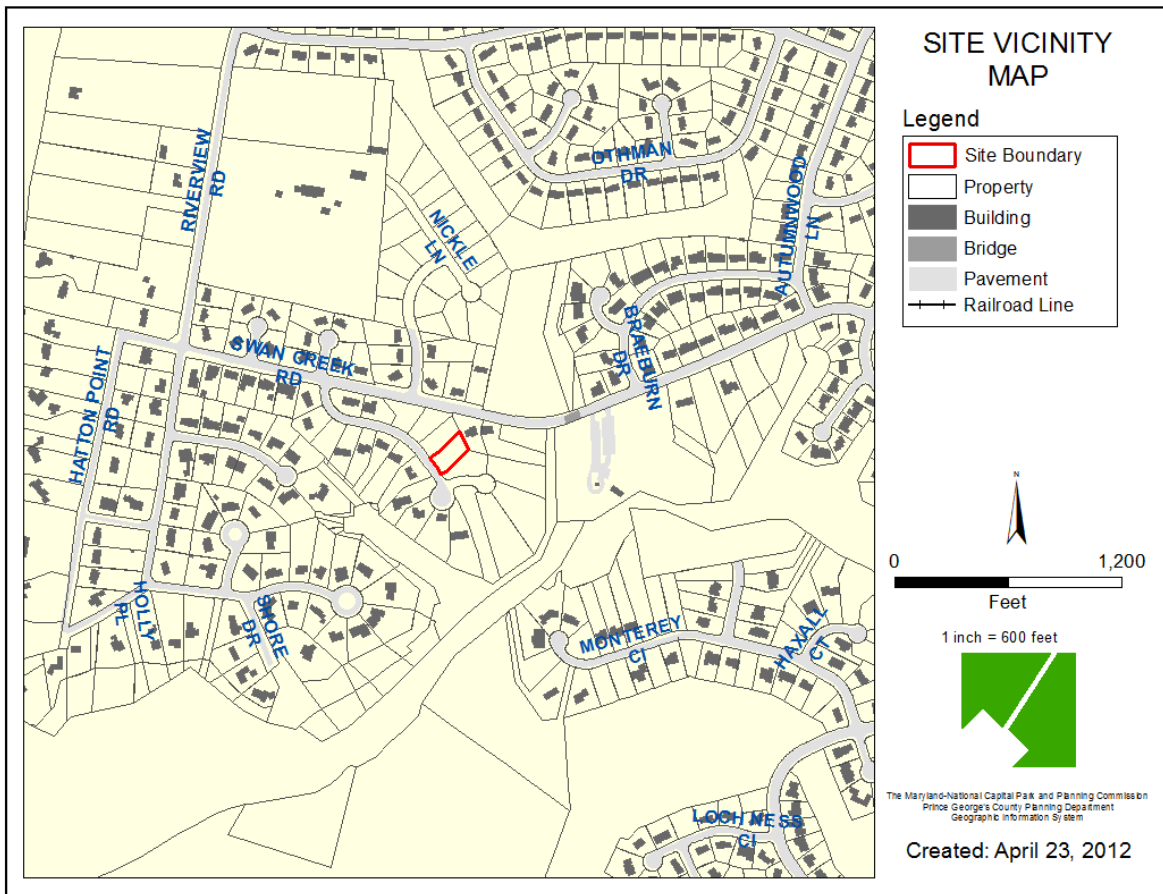 SITE VICINITY
MAP
Legend
Site Boundary
Property
Building
Bridge
Pavement
Railroad Line
OTHMAN
DR
RIVERVIEW
RD
NICKLE
LN
AUTUMNWOOD
LN
BRAEBURN
DR
SWAN CREEK
RD
HATTON POINT
RD
HOLLY
PL
SHORE
DR
MONTEREY
CI
HAXALL
CT
LOCH NESS
CI
N
0 1,200
Feet
1 inch = 600 feet
The Maryland-National Capital Park and Planning Commission
Prince George's County Planning Department
Geographic Information System
Created: April 23, 2012